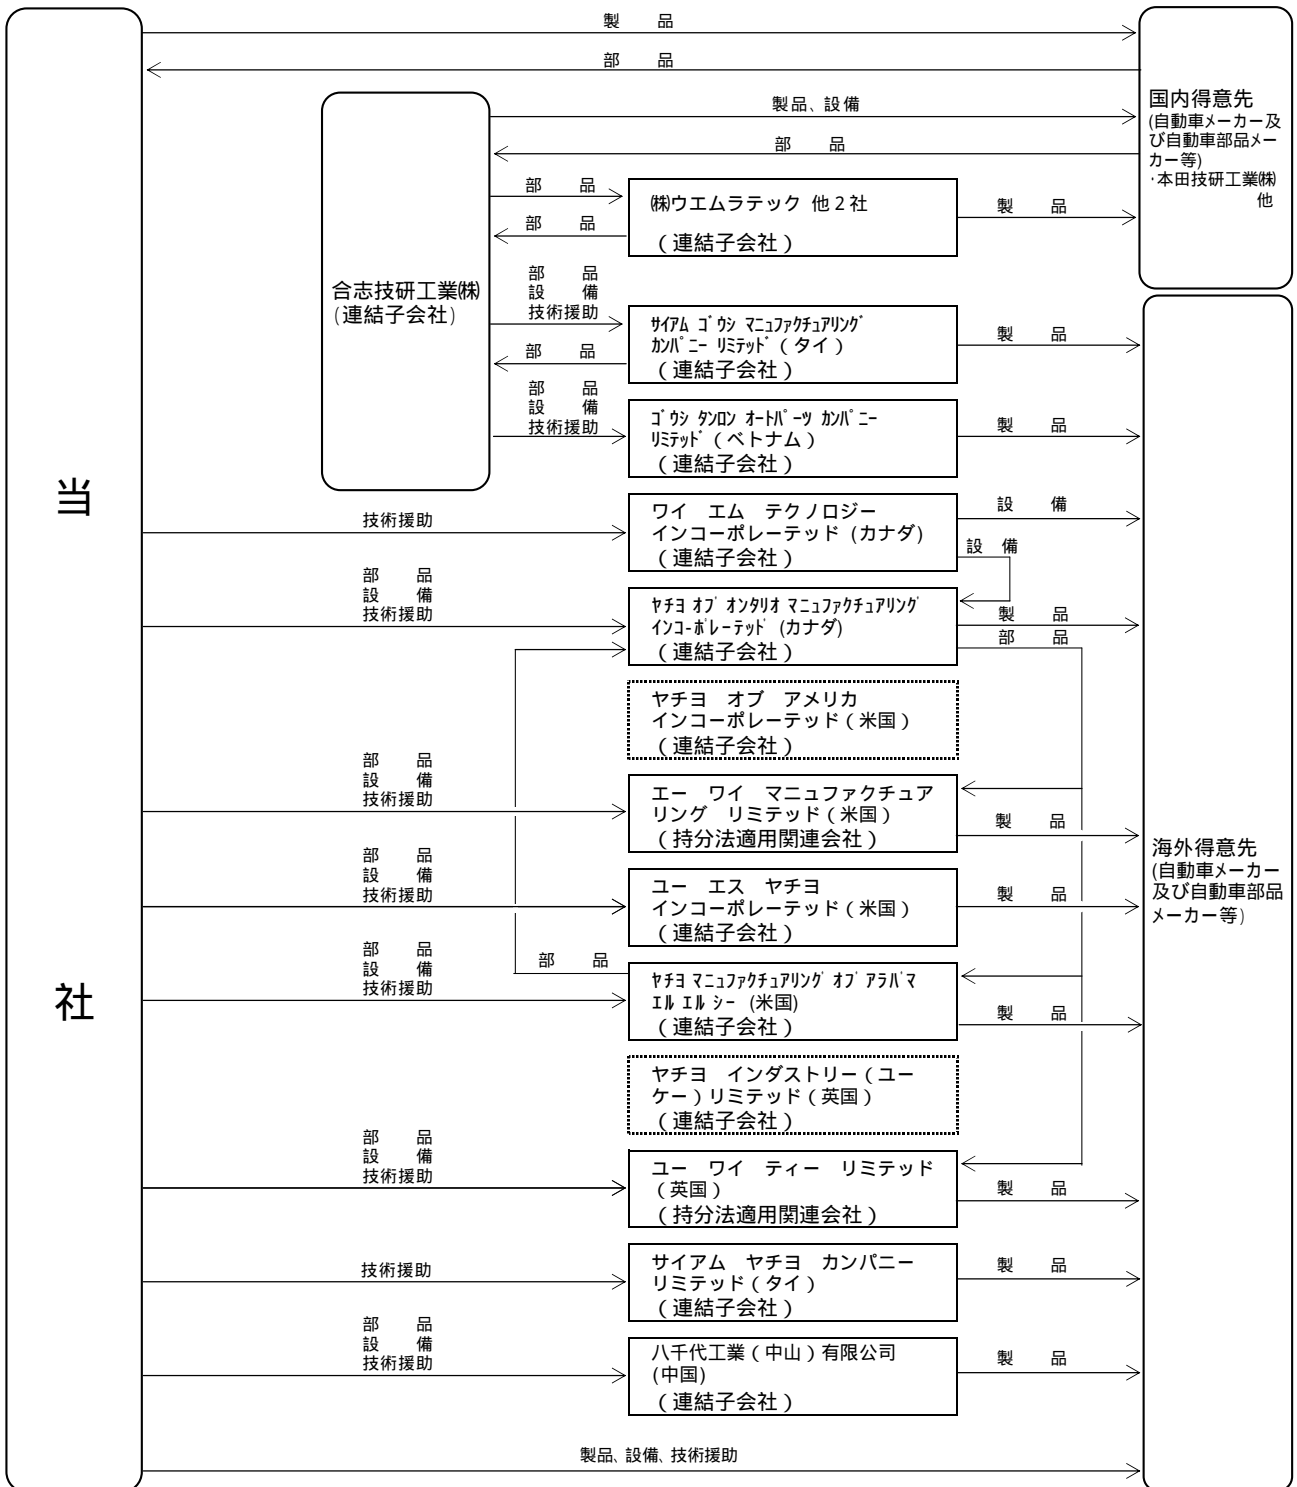 製　品
部　品
国内得意先
(自動車メーカー及
び自動車部品メー
カー等)
・本田技研工業㈱
他
製品、設備
部　品
部　品
㈱ウエムラテック 他２社
（連結子会社）
製　品
部　品
合志技研工業㈱
（連結子会社）
部　品
設　備
技術援助
ｻｲｱﾑ ｺﾞｳｼ ﾏﾆｭﾌｧｸﾁｭｱﾘﾝｸﾞ
ｶﾝﾊﾟﾆｰ ﾘﾐﾃｯﾄﾞ（タイ）
（連結子会社）
製　品
部　品
部　品
設　備
技術援助
ｺﾞｳｼ ﾀﾝﾛﾝ ｵｰﾄﾊﾟｰﾂ ｶﾝﾊﾟﾆｰ
ﾘﾐﾃｯﾄﾞ（ベトナム）
（連結子会社）
製　品
当
社
技術援助
ワイ　エム　テクノロジー
インコーポレーテッド (カナダ)
（連結子会社）
設　備
設　備
部　品
設　備
技術援助
ﾔﾁﾖ ｵﾌﾞ ｵﾝﾀﾘｵ ﾏﾆｭﾌｧｸﾁｭｱﾘﾝｸﾞ
ｲﾝｺ-ﾎﾟﾚｰﾃｯﾄﾞ (カナダ)
（連結子会社）
製　品
部　品
ヤチヨ　オブ　アメリカ
インコーポレーテッド（米国）
（連結子会社）
部　品
設　備
技術援助
エー　ワイ　マニュファクチュア
リング　リミテッド（米国）
（持分法適用関連会社）
製　品
部　品
設　備
技術援助
ユー　エス　ヤチヨ
インコーポレーテッド（米国）
（連結子会社）
製　品
海外得意先
(自動車メーカー
及び自動車部品
メーカー等)
部　品
設　備
技術援助
部　品
ﾔﾁﾖ ﾏﾆｭﾌｧｸﾁｭｱﾘﾝｸﾞ ｵﾌﾞ ｱﾗﾊﾞﾏ
ｴﾙ ｴﾙ ｼｰ (米国)
（連結子会社）
製　品
ヤチヨ　インダストリー（ユー
ケー）リミテッド（英国）
（連結子会社）
部　品
設　備
技術援助
ユー　ワイ　ティー　リミテッド
（英国）
（持分法適用関連会社）
製　品
技術援助
サイアム　ヤチヨ　カンパニー
リミテッド（タイ）
（連結子会社）
製　品
部　品
設　備
技術援助
八千代工業（中山）有限公司
(中国)
（連結子会社）
製　品
製品、設備、技術援助